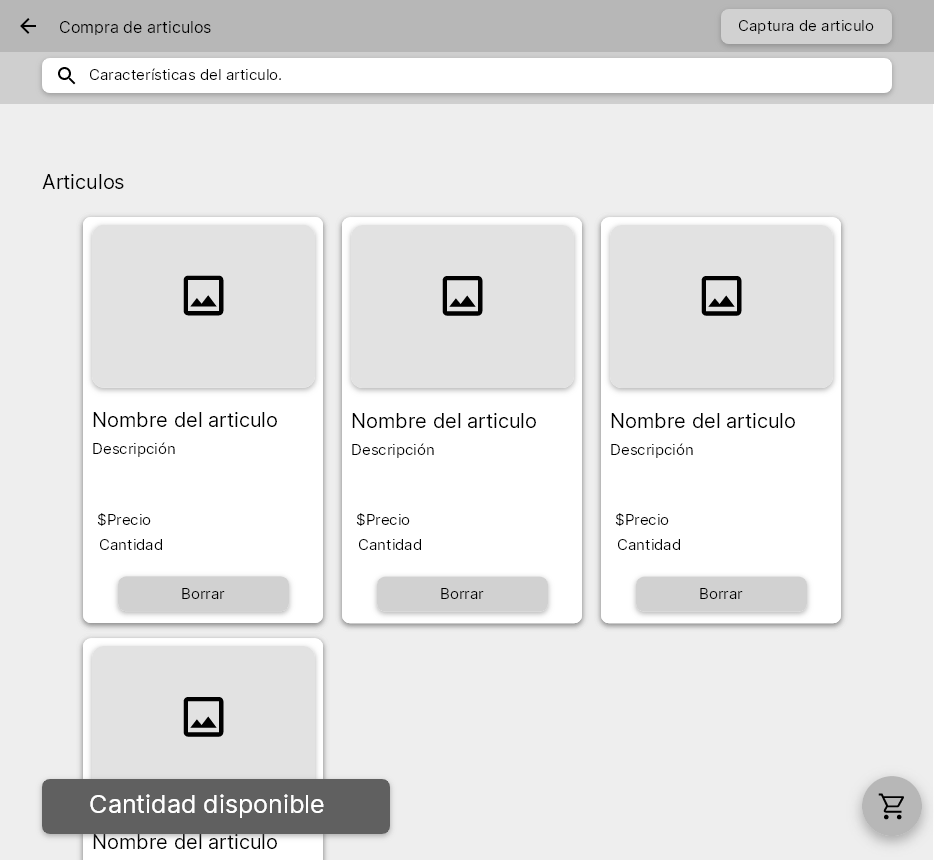 Compra de articulos
Captura de articulo
Características del articulo.
Articulos
Nombre del articulo
Descripción
$Precio
Cantidad
Borrar
Nombre del articulo
Descripción
$Precio
Cantidad
Borrar
Nombre del articulo
Descripción
$Precio
Cantidad
Borrar
Cantidad disponible
Nombre del articulo